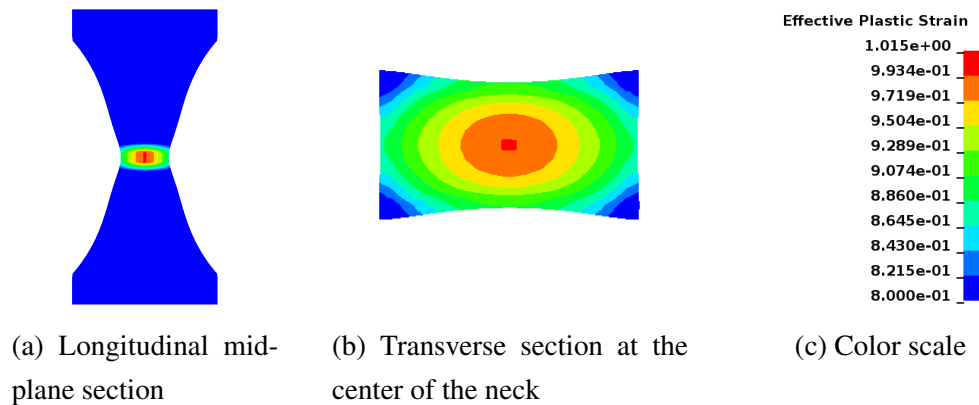 Effective Plastic Strain
1.015e+00
9.934e-01
9.719e-01
9.504e-01
9.289e-01
9.074e-01
8.860e-01
8.645e-01
8.430e-01
8.215e-01
8.000e-01
(a) Longitudinal mid-
plane section
(b) Transverse section at the
center of the neck
(c) Color scale